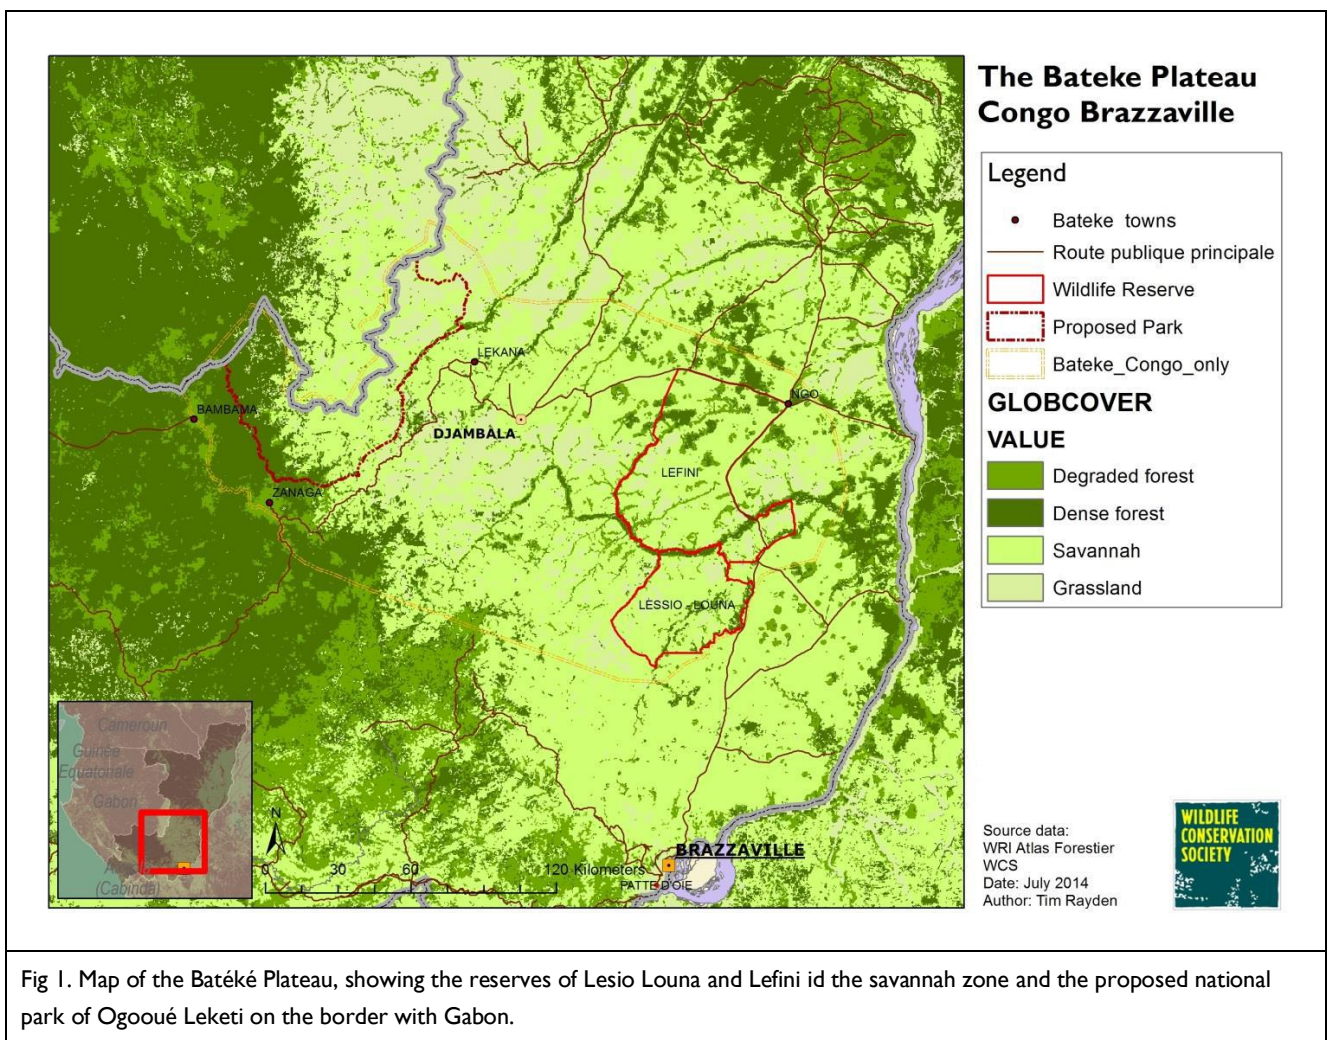 The Bateke Plateau
Congo Brazzaville
Legend
Bateke towns
Route publique principale
Wildlife Reserve
Proposed Park
Bateke_Congo_only
GLOBCOVER
VALUE
Degraded forest
Dense forest
Savannah
Grassland
LEKANA
BAMBAMA
NGO
DJAMBÀLA
LEFINI
ZANAGA
LESSIO - LOUNA
Cameroun
Guinée
Equatoriale
Gabon
(Cabinda)
N
0 30 60 120 Kilometers
BRAZZAVILLE
PATTE D'OIE
Source data:
WRI Atlas Forestier
WCS
Date: July 2014
Author: Tim Rayden
WILDLIFE
CONSERVATION
SOCIETY
Fig 1. Map of the Batéké Plateau, showing the reserves of Lesio Louna and Lefini id the savannah zone and the proposed national
park of Ogooué Leketi on the border with Gabon.